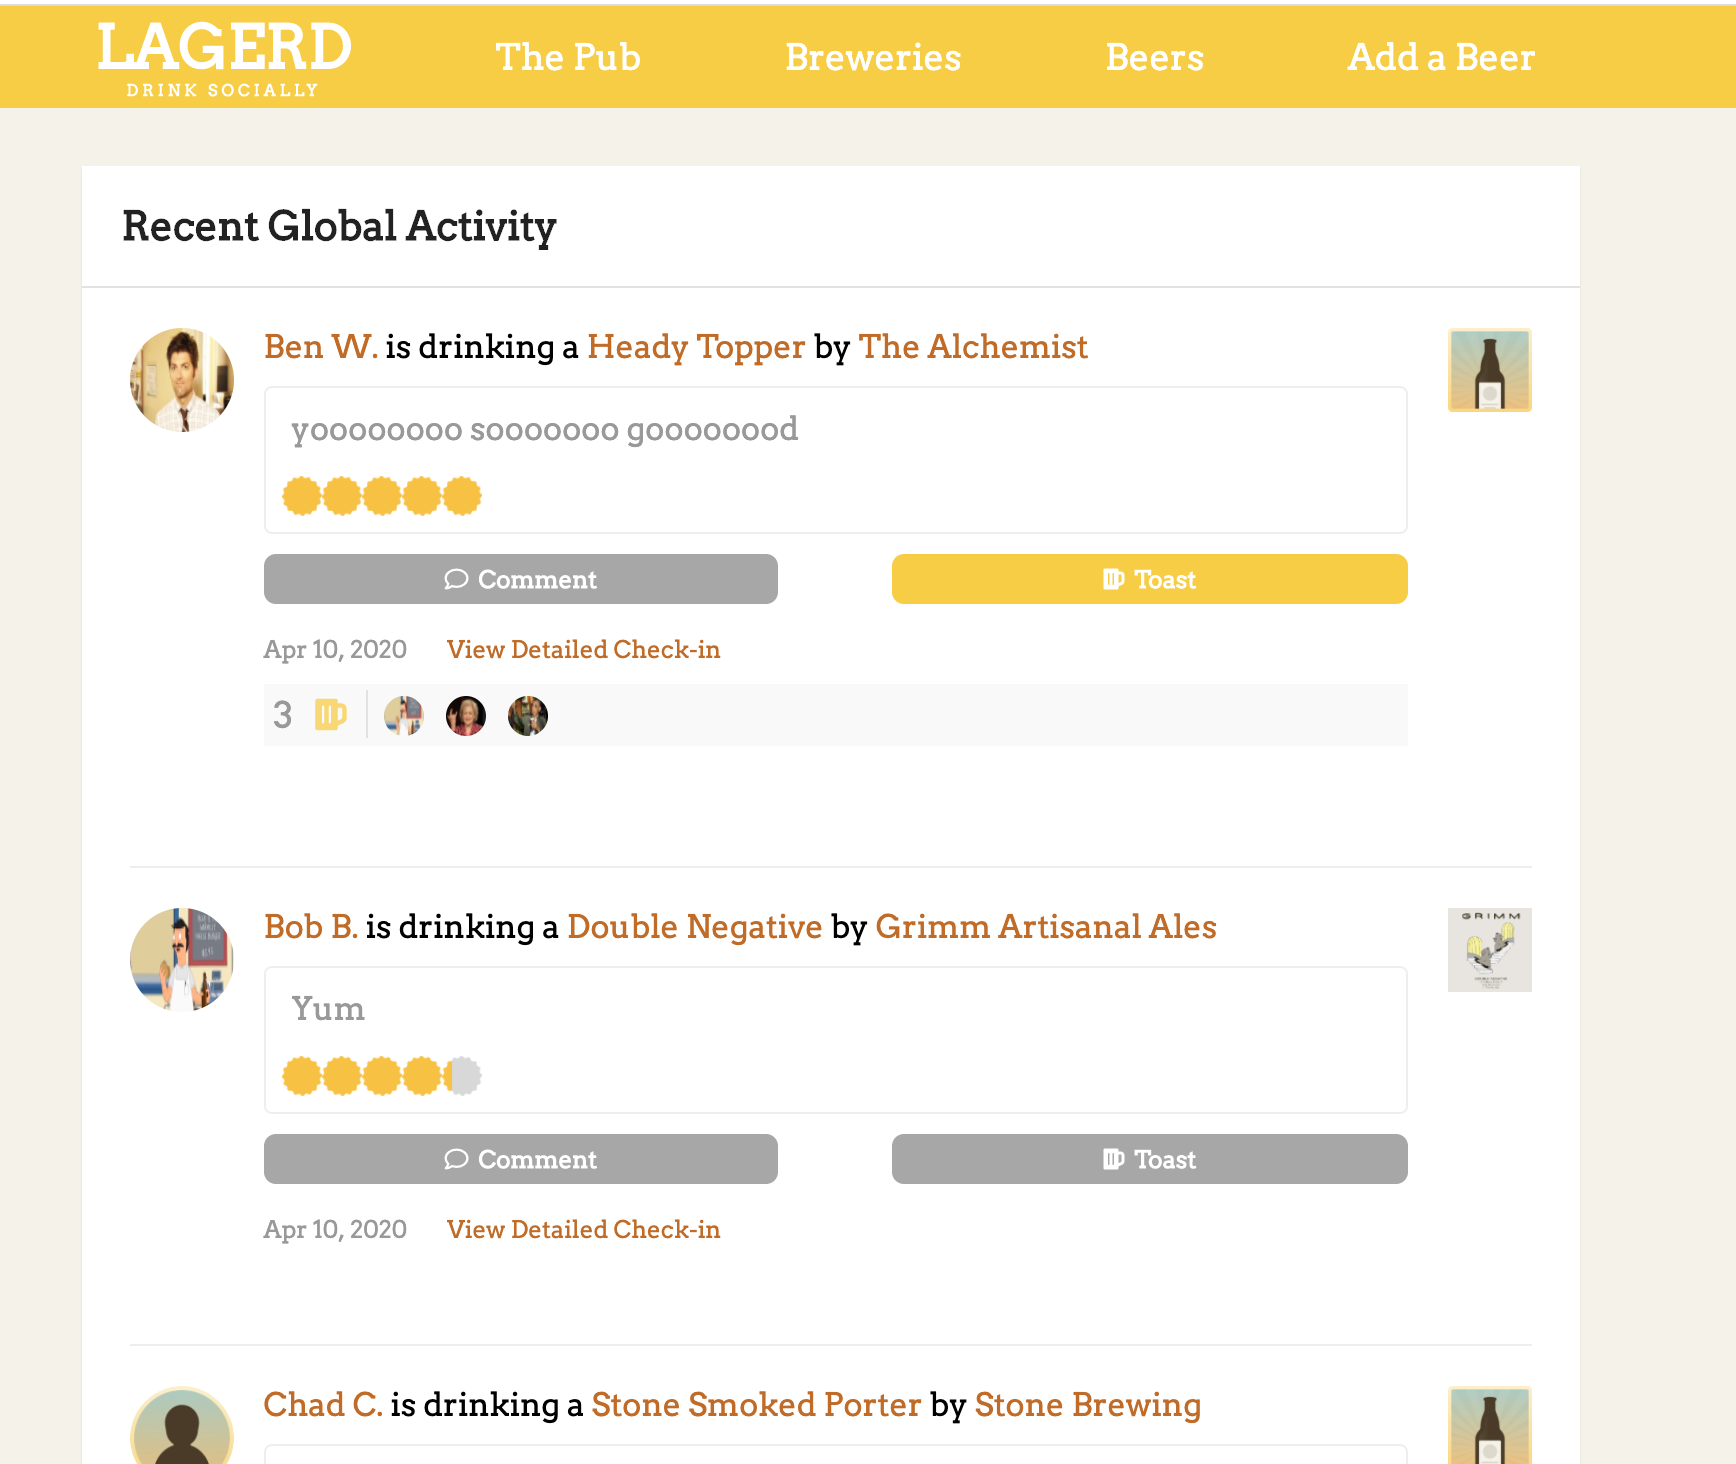 LAGERD
DRINK SOCIALLY
The Pub
Breweries
Beers
Add a Beer
Recent Global Activity
Ben W. is drinking a Heady Topper by The Alchemist
yoooooooo sooooooo goooooood
Comment
Toast
Apr 10, 2020
View Detailed Check-in
3
Bob B. is drinking a Double Negative by Grimm Artisanal Ales
GRIMM
Yum
Comment
Toast
Apr 10, 2020
View Detailed Check-in
Chad C. is drinking a Stone Smoked Porter by Stone Brewing